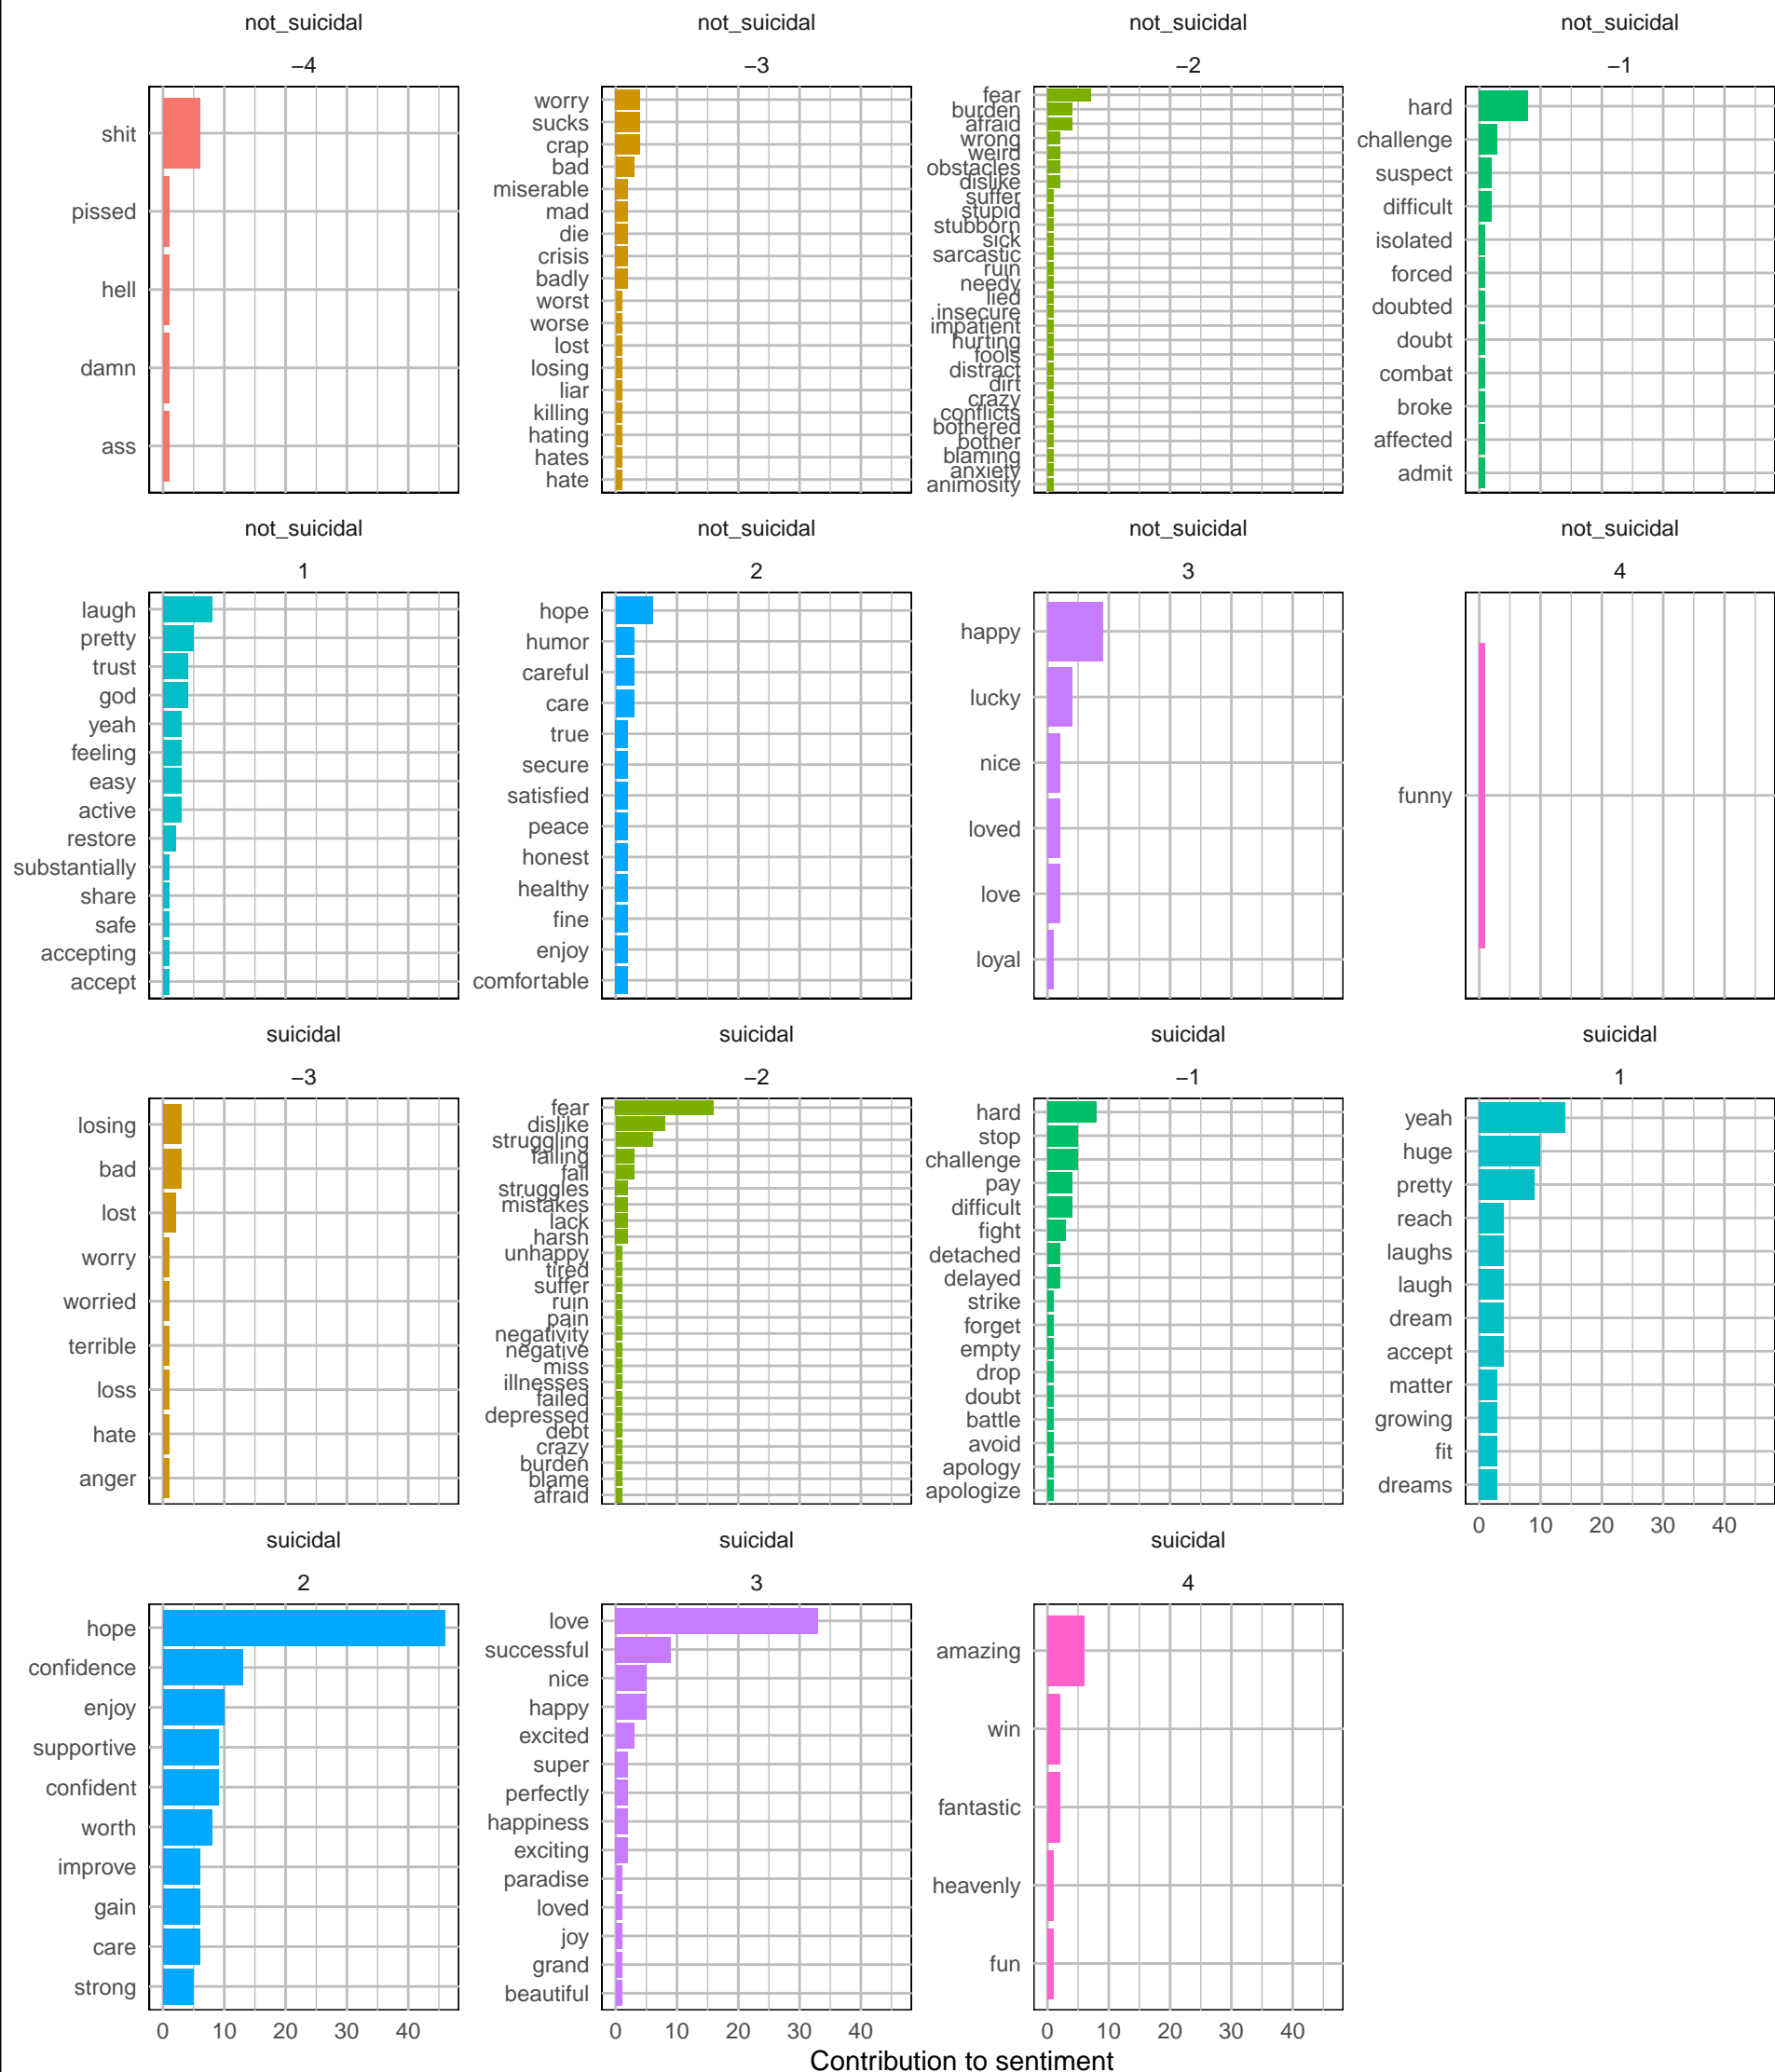 not_suicidal
−4
shit
pissed
hell
damn
ass
not_suicidal
−3
worry
sucks
crap
bad
miserable
mad
die
crisis
badly
worst
worse
lost
losing
liar
killing
hating
hates
hate
not_suicidal
−2
fear
burden
afraid
wrong
weird
obstacles
dislike
suffer
stupid
stubborn
sick
sarcastic
ruin
needy
lied
insecure
impatient
hurting
fools
distract
dirt
crazy
conflicts
bothered
bother
blaming
anxiety
animosity
not_suicidal
−1
hard
challenge
suspect
difficult
isolated
forced
doubted
doubt
combat
broke
affected
admit
not_suicidal
1
laugh
pretty
trust
god
yeah
feeling
easy
active
restore
substantially
share
safe
accepting
accept
not_suicidal
2
hope
humor
careful
care
true
secure
satisfied
peace
honest
healthy
fine
enjoy
comfortable
not_suicidal
3
happy
lucky
nice
loved
love
loyal
not_suicidal
4
funny
suicidal
−3
losing
bad
lost
worry
worried
terrible
loss
hate
anger
suicidal
−2
fear
dislike
struggling
failing
fail
struggles
mistakes
lack
harsh
unhappy
tired
suffer
ruin
pain
negativity
negative
miss
illnesses
failed
depressed
debt
crazy
burden
blame
afraid
suicidal
−1
hard
stop
challenge
pay
difficult
fight
detached
delayed
strike
forget
empty
drop
doubt
battle
avoid
apology
apologize
suicidal
1
yeah
huge
pretty
reach
laughs
laugh
dream
accept
matter
growing
fit
dreams
0 10 20 30 40
suicidal
2
hope
confidence
enjoy
supportive
confident
worth
improve
gain
care
strong
0 10 20 30 40
suicidal
3
love
successful
nice
happy
excited
super
perfectly
happiness
exciting
paradise
loved
joy
grand
beautiful
0 10 20 30 40
suicidal
4
amazing
win
fantastic
heavenly
fun
0 10 20 30 40
Contribution to sentiment